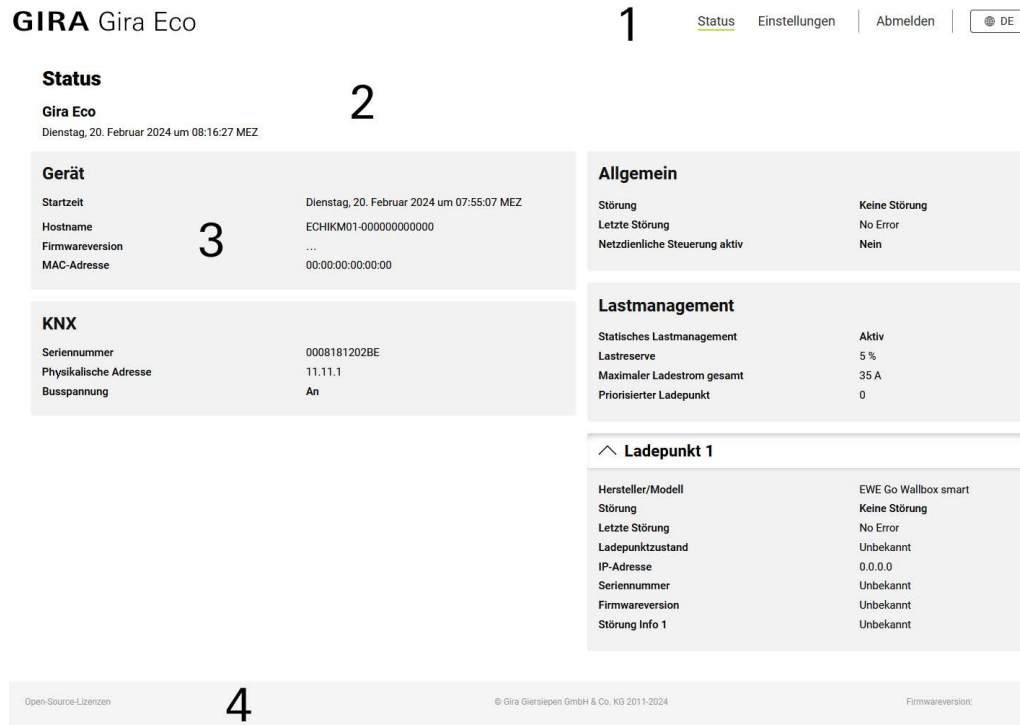 GIRA Gira Eco
1
Status Einstellungen Abmelden DE
Status
2
Gira Eco
Dienstag, 20. Februar 2024 um 08:16:27 MEZ
Gerät
Startzeit Dienstag, 20. Februar 2024 um 07:55:07 MEZ
Hostname ECHIKM01-000000000000
3
Firmwareversion ...
MAC-Adresse 00:00:00:00:00:00
KNX
Seriennummer 0008181202BE
Physikalische Adresse 11.11.1
Busspannung An
Allgemein
Störung Keine Störung
Letzte Störung No Error
Netzdienliche Steuerung aktiv Nein
Lastmanagement
Statisches Lastmanagement Aktiv
Lastreserve 5 %
Maximaler Ladestrom gesamt 35 A
Priorisierter Ladepunkt 0
Ladepunkt 1
Hersteller/Modell EWE Go Wallbox smart
Störung Keine Störung
Letzte Störung No Error
Ladepunktzustand Unbekannt
IP-Adresse 0.0.0.0
Seriennummer Unbekannt
Firmwareversion Unbekannt
Störung Info 1 Unbekannt
Open-Source-Lizenzen
4
© Gira Giersiepen GmbH & Co. KG 2011-2024
Firmwareversion: